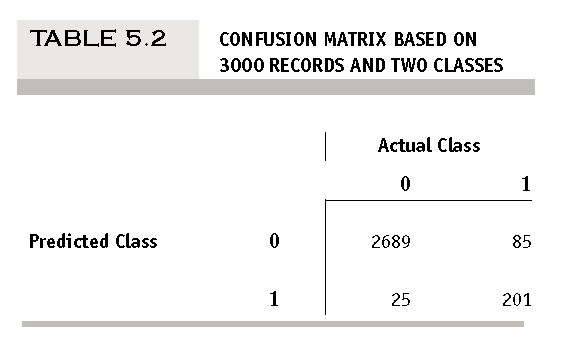 TABLE 5.2
CONFUSION MATRIX BASED ON
3000 RECORDS AND TWO CLASSES
Actual Class
0 1
Predicted Class 0 2689 85
1 25 201